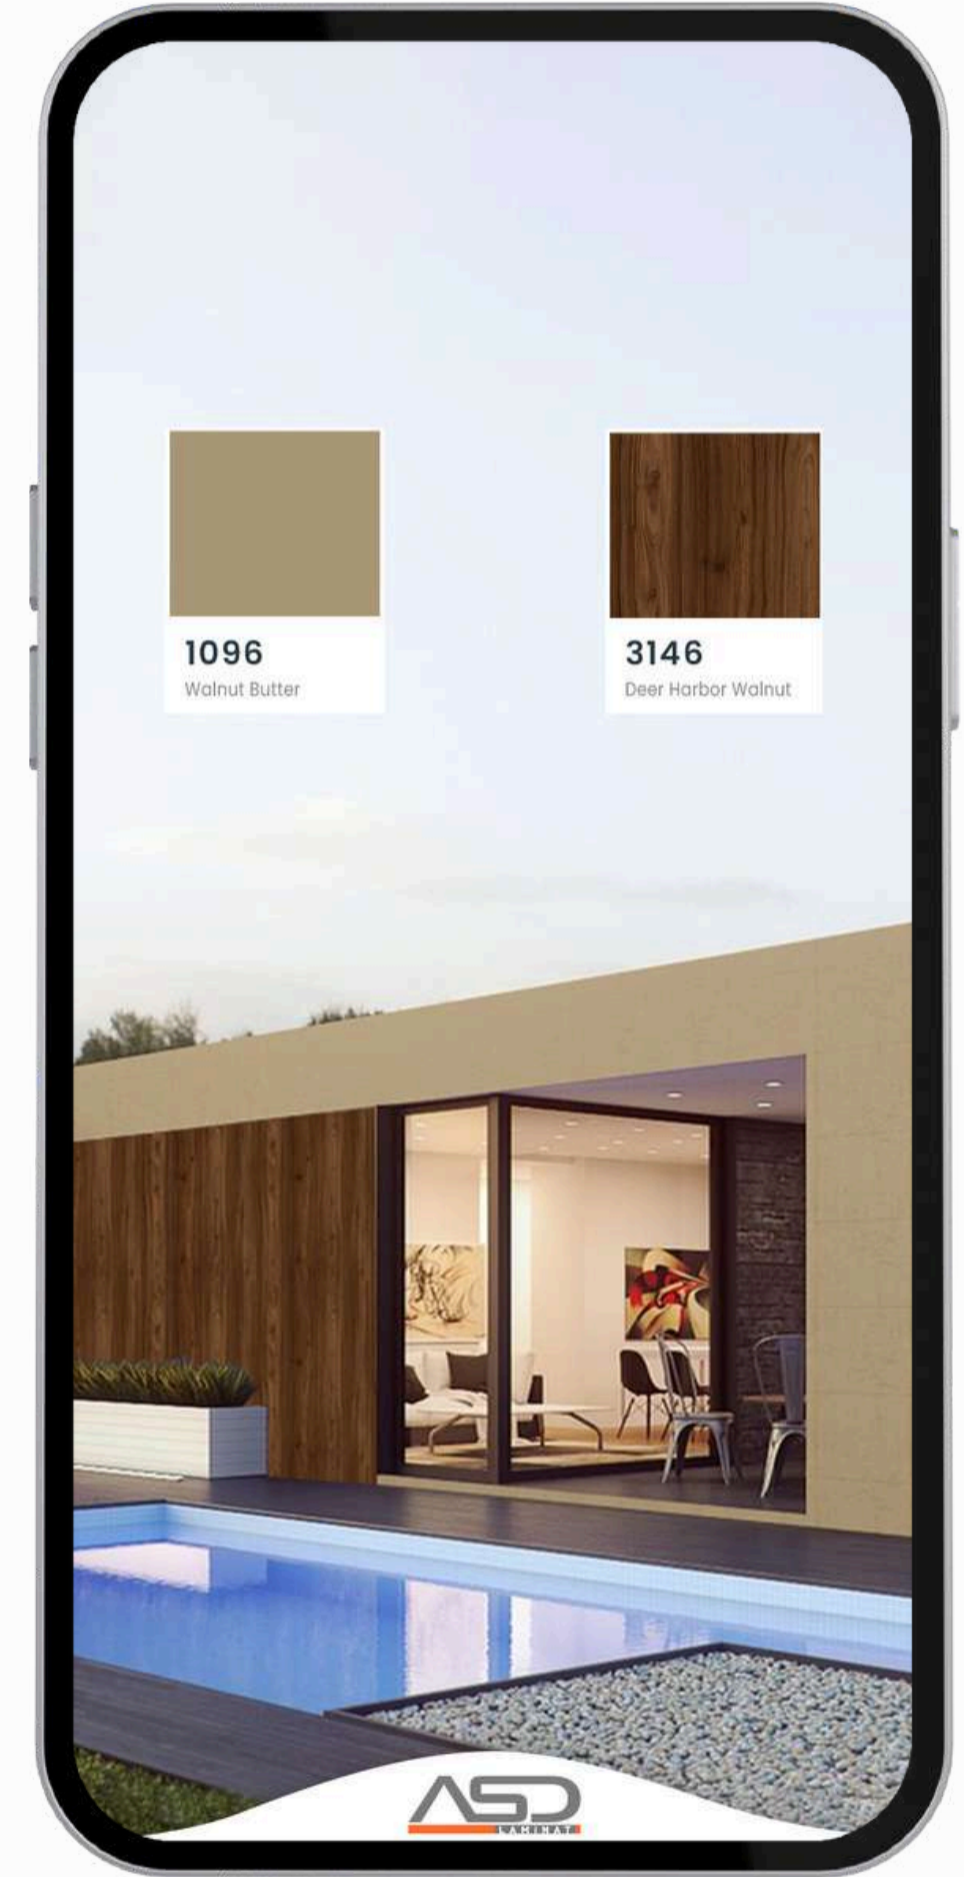 1096
Walnut Butter
3146
Deer Harbor Walnut
ASD
LAMINAT